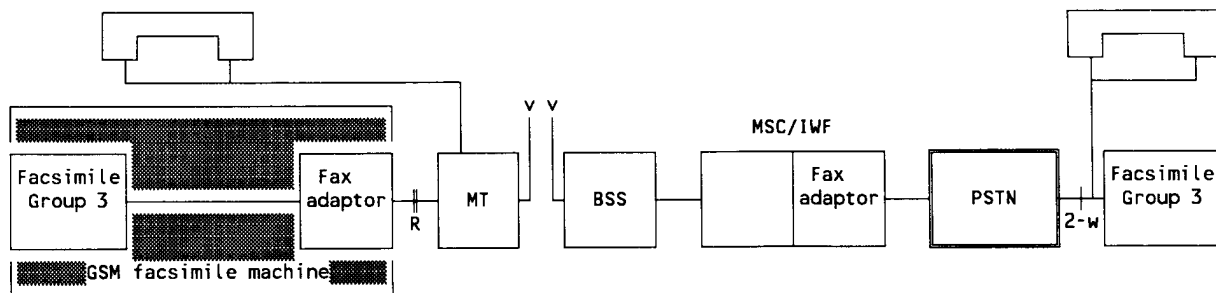 v v
MSC/IWF
Facsimile
Group 3
Fax
adaptor
R
MT
BSS
Fax
adaptor
PSTN
2-w
Facsimile
Group 3
GSM facsimile machine